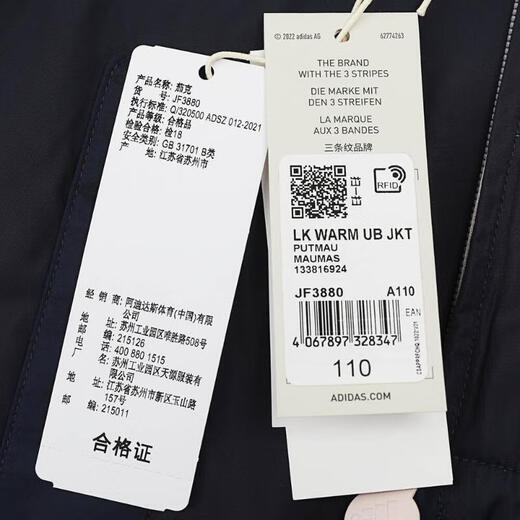 产品名称: 茄克
货 号: JF3880
执行标准: Q/320500 ADSZ 012-2021
产品等级: 合格品
检验合格: 检18
安全类别: GB 31701 B类
产 地: 江苏省苏州市
经 销 商: 阿迪达斯体育(中国)有限
公司
地 址: 苏州工业园区唯胜路508号
邮 编: 215126
电 话: 400 880 1515
厂 名: 苏州工业园区天源服装有
限公司
地 址: 江苏省苏州市新区玉山路
157号
邮 编: 215011
合格证
© 2022 adidas AG 62774263
THE BRAND
WITH THE 3 STRIPES
DIE MARKE MIT
DEN 3 STREIFEN
LA MARQUE
AUX 3 BANDES
三条纹品牌
RFID
LK WARM UB JKT
PUTMAU
MAUMAS
133816924
JF3880 A110
EAN
4 067897 328347
110
ADIDAS.COM